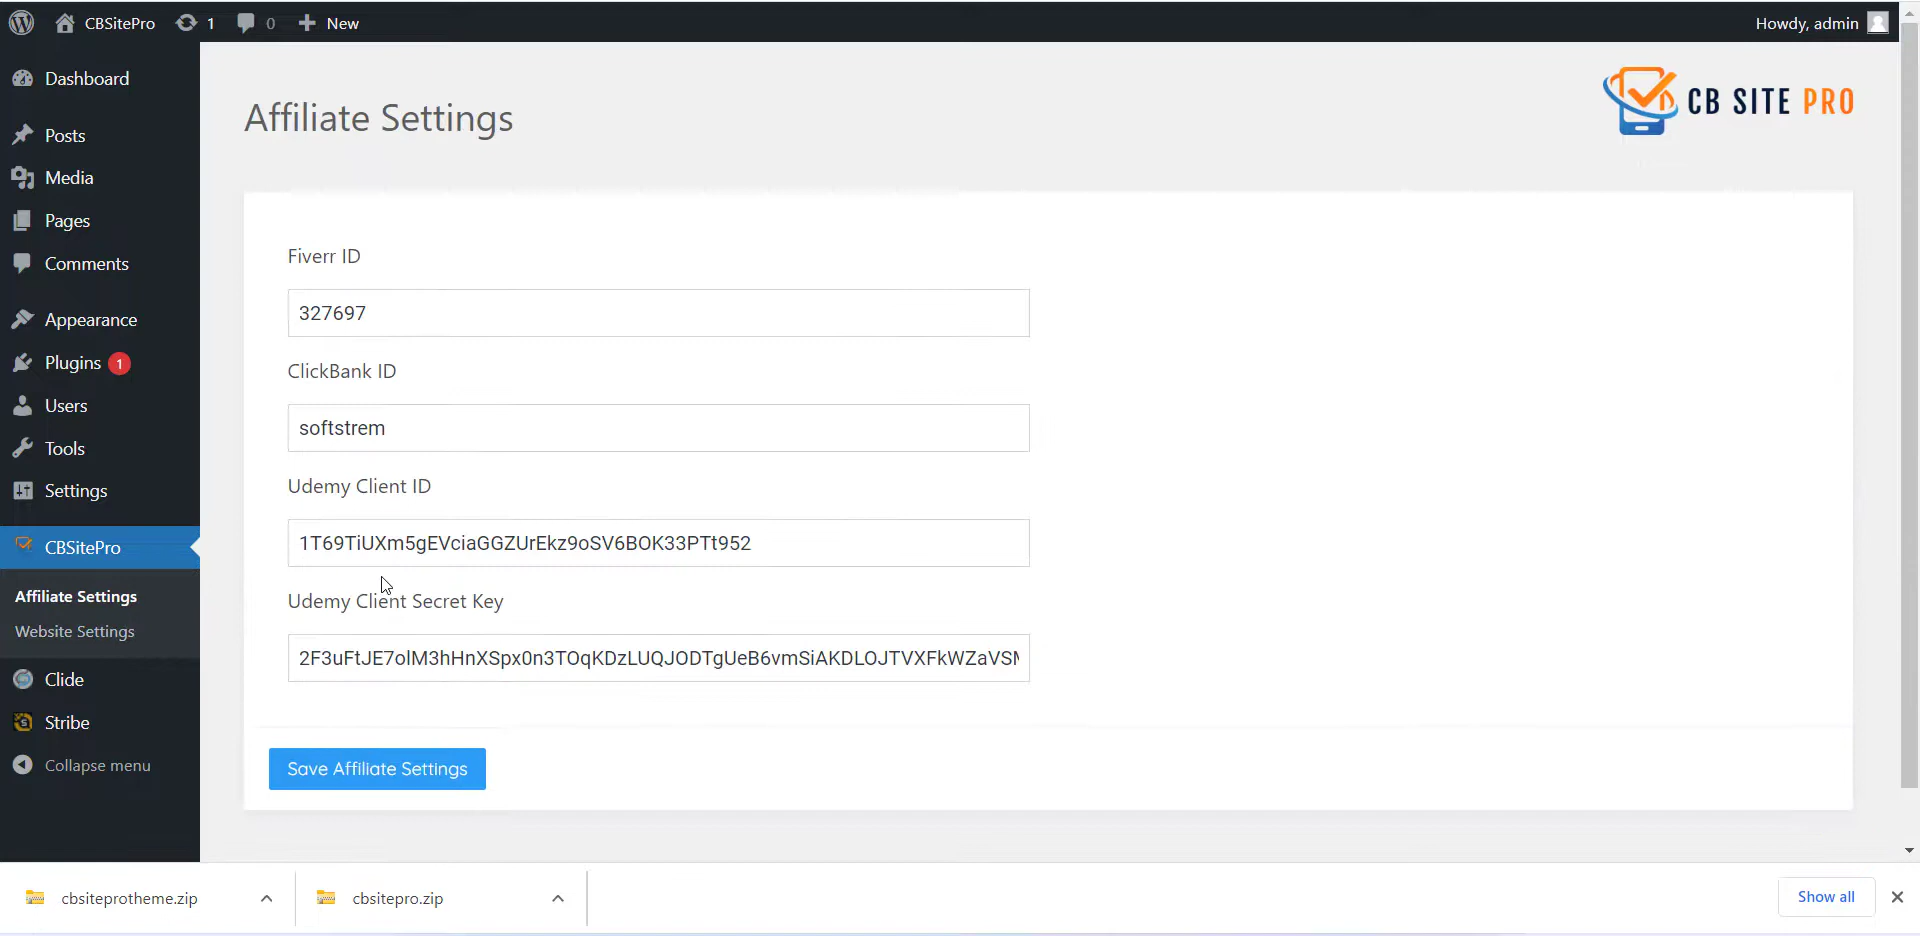 CBSitePro 1 0 New Howdy, admin
Dashboard
Posts
Media
Pages
Comments
Appearance
Plugins 1
Users
Tools
Settings
CBSitePro
Affiliate Settings
Website Settings
Clide
Stribe
Collapse menu
Affiliate Settings
CB SITE PRO
Fiverr ID
327697
ClickBank ID
softstrem
Udemy Client ID
1T69TiUXm5gEVciaGGZUrEkz9oSV6BOK33PTt952
Udemy Client Secret Key
2F3uFtJE7olM3hHnXSpx0n3TOqKDzLUQJODTgUeB6vmSiAKDLOJTVXFkWZaVSM
Save Affiliate Settings
cbsiteprotheme.zip cbsitepro.zip Show all